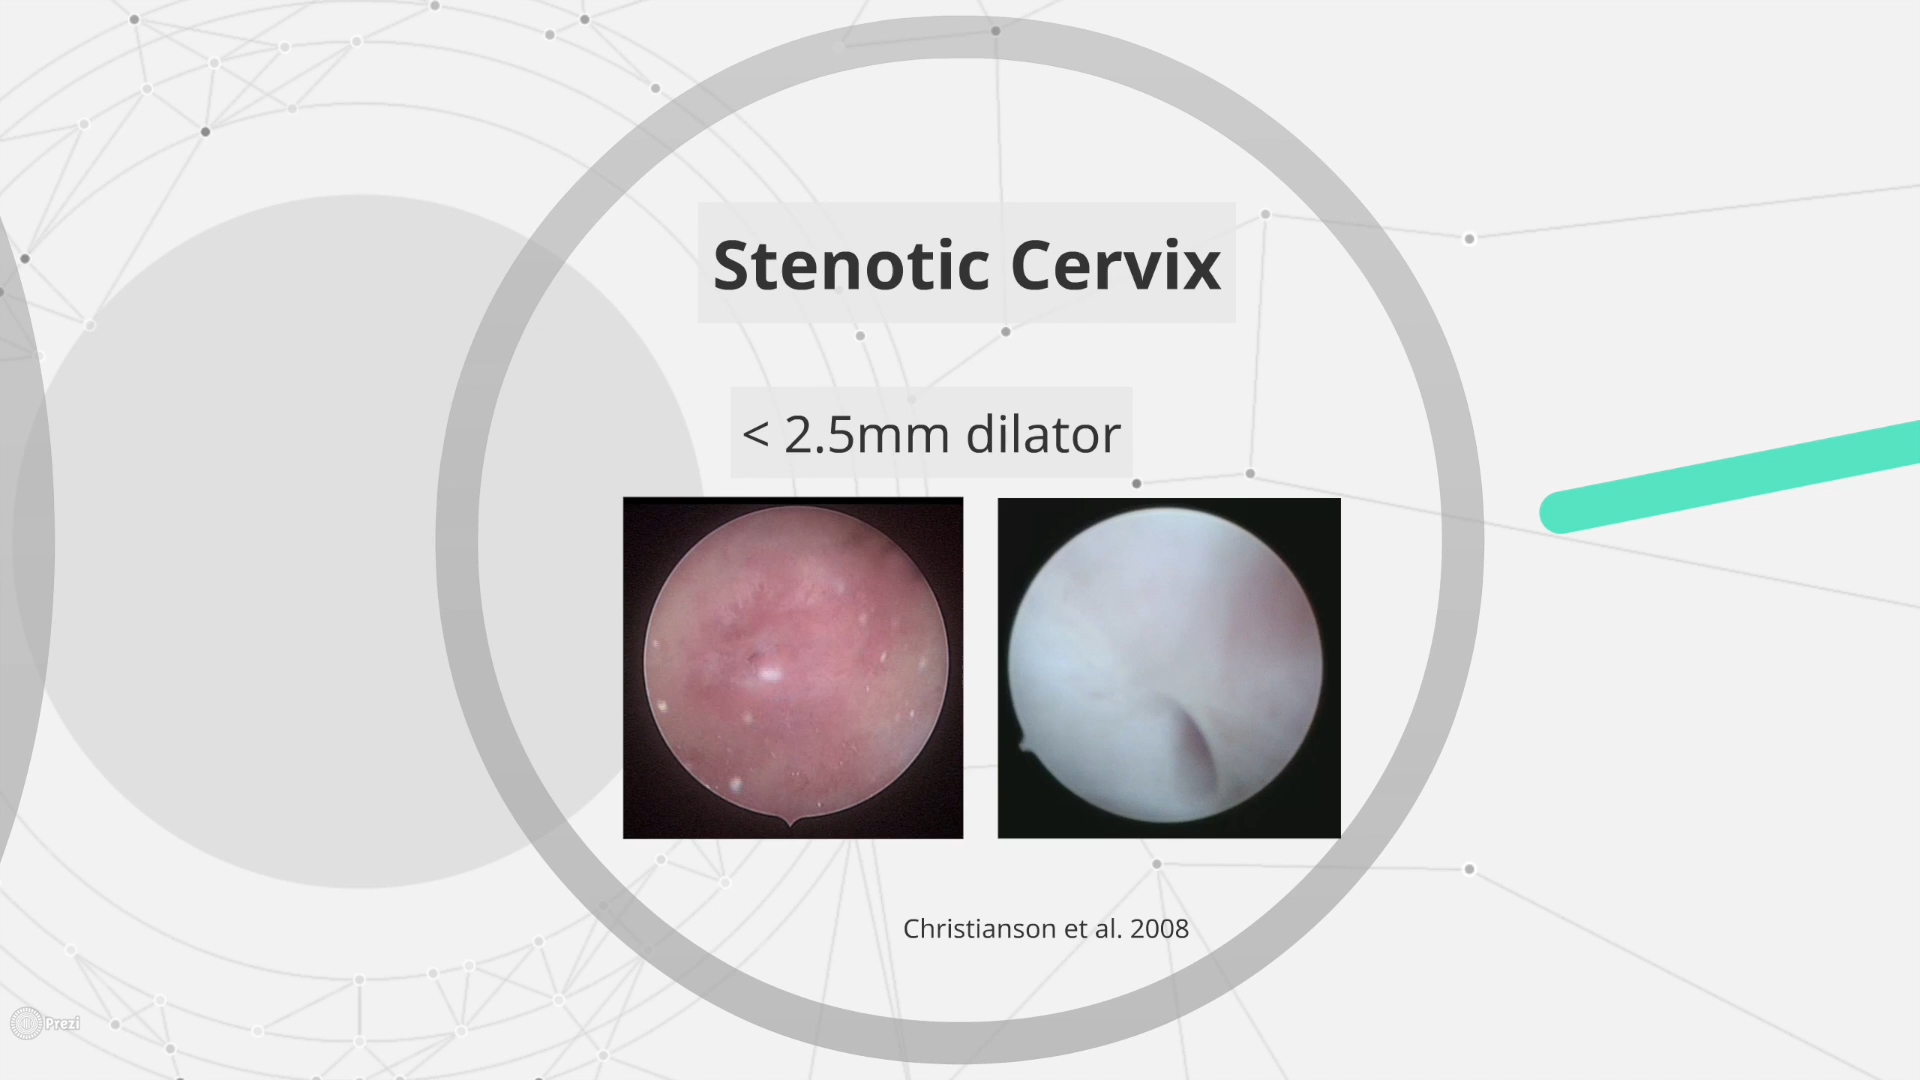 Stenotic Cervix
< 2.5mm dilator
Christianson et al. 2008
Prezi